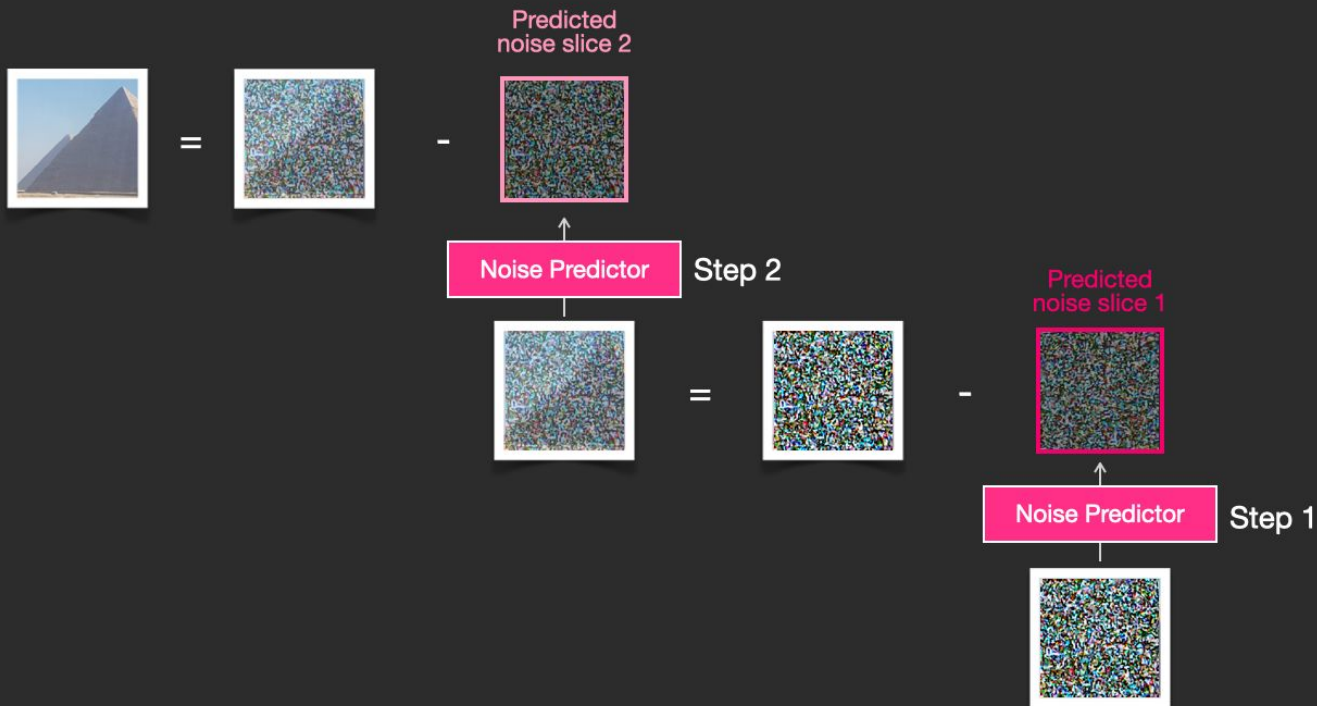 Predicted
noise slice 2
=
-
Noise Predictor
Step 2
Predicted
noise slice 1
=
-
Noise Predictor
Step 1